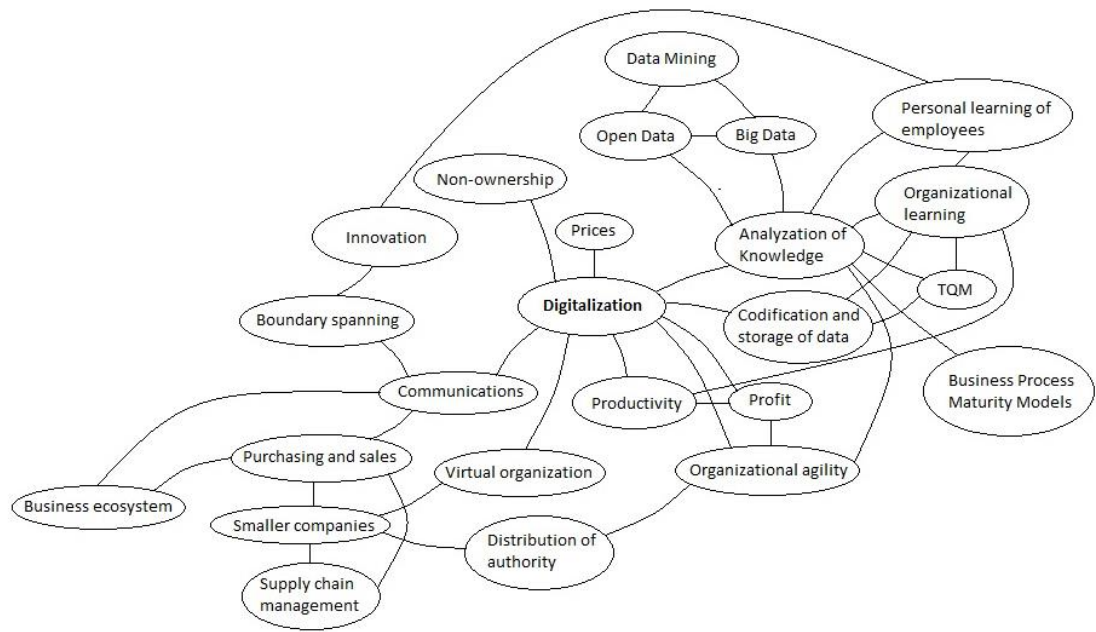 Data Mining
Personal learning of
employees
Open Data
Big Data
Non-ownership
Organizational
learning
Innovation
Prices
Analyzation of
Knowledge
TQM
Digitalization
Boundary spanning
Codification and
storage of data
Communications
Productivity
Profit
Business Process
Maturity Models
Purchasing and sales
Virtual organization
Organizational agility
Business ecosystem
Smaller companies
Distribution of
authority
Supply chain
management